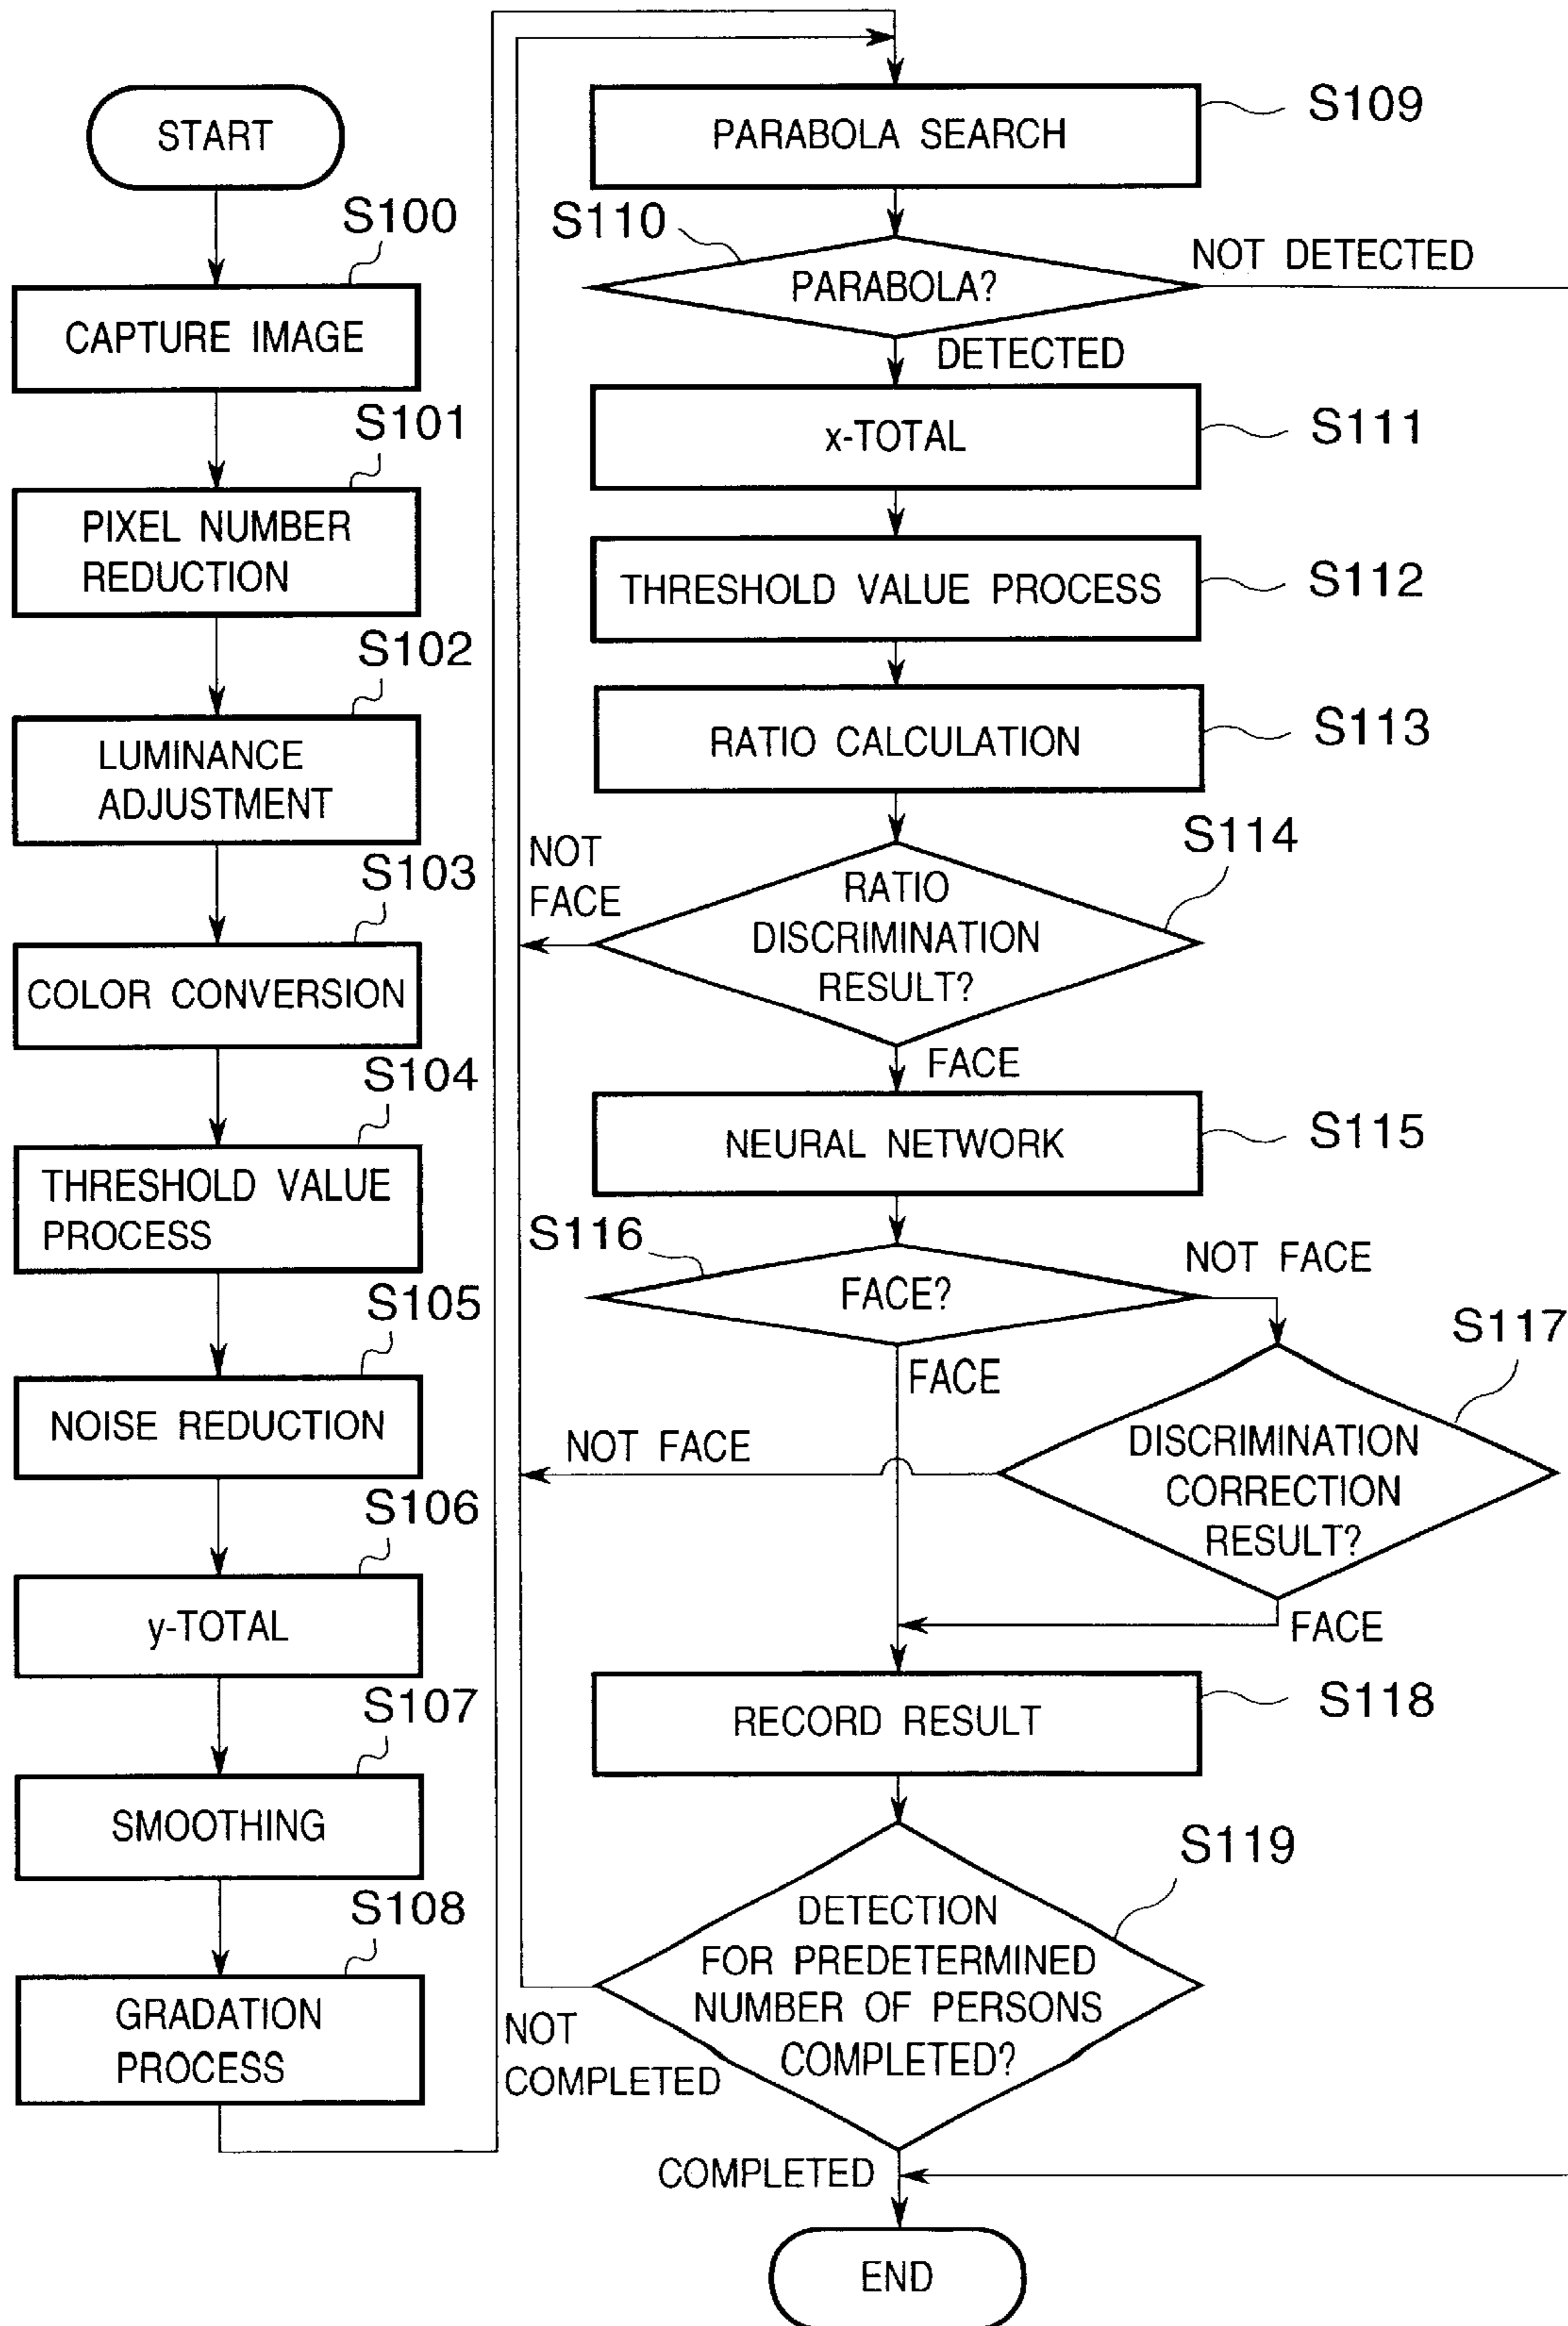 START
S100
CAPTURE IMAGE
S101
PIXEL NUMBER
REDUCTION
S102
LUMINANCE
ADJUSTMENT
S103
COLOR CONVERSION
S104
THRESHOLD VALUE
PROCESS
S105
NOISE REDUCTION
S106
y-TOTAL
S107
SMOOTHING
S108
GRADATION
PROCESS
PARABOLA SEARCH
S109
S110
PARABOLA?
NOT DETECTED
DETECTED
x-TOTAL
S111
THRESHOLD VALUE PROCESS
S112
RATIO CALCULATION
S113
S114
NOT
FACE
RATIO
DISCRIMINATION
RESULT?
FACE
NEURAL NETWORK
S115
S116
FACE?
NOT FACE
S117
FACE
NOT FACE
DISCRIMINATION
CORRECTION
RESULT?
FACE
RECORD RESULT
S118
S119
DETECTION
FOR PREDETERMINED
NUMBER OF PERSONS
COMPLETED?
NOT
COMPLETED
COMPLETED
END